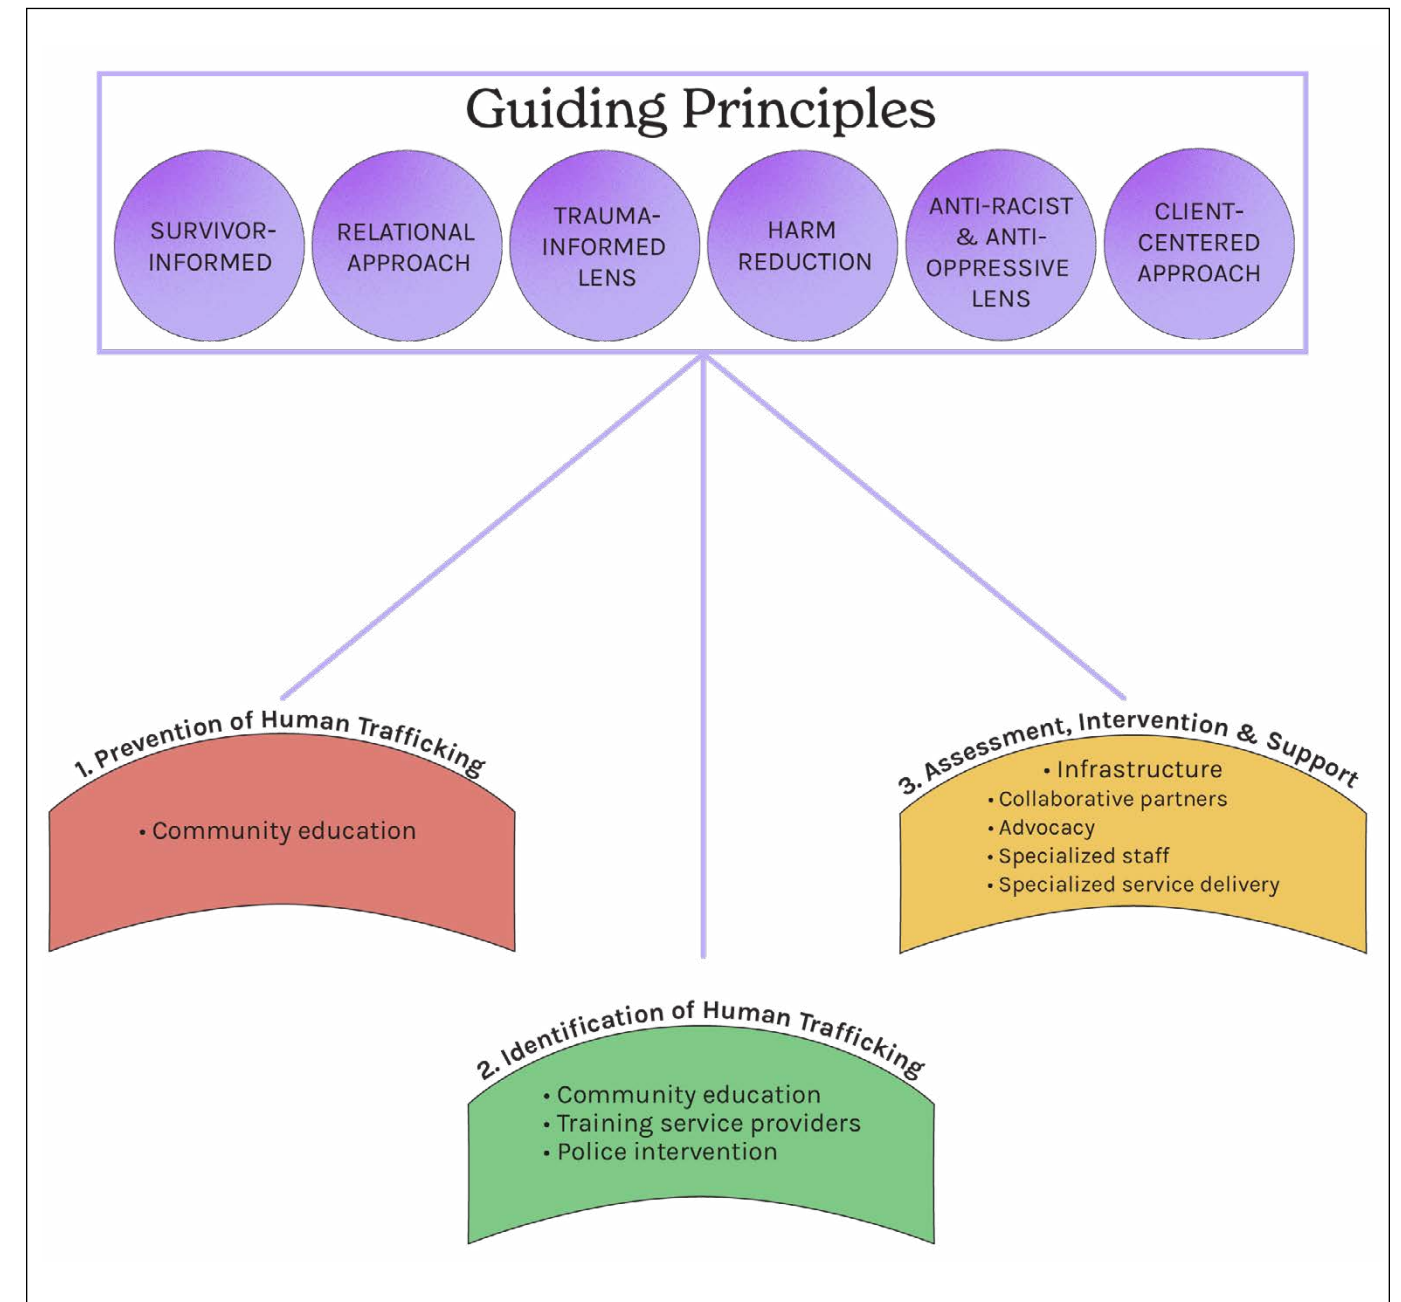 Guiding Principles
SURVIVOR-
INFORMED
RELATIONAL
APPROACH
TRAUMA-
INFORMED
LENS
HARM
REDUCTION
ANTI-RACIST
& ANTI-
OPPRESSIVE
LENS
CLIENT-
CENTERED
APPROACH
1. Prevention of Human Trafficking
• Community education
3. Assessment, Intervention & Support
• Infrastructure
• Collaborative partners
• Advocacy
• Specialized staff
• Specialized service delivery
2. Identification of Human Trafficking
• Community education
• Training service providers
• Police intervention